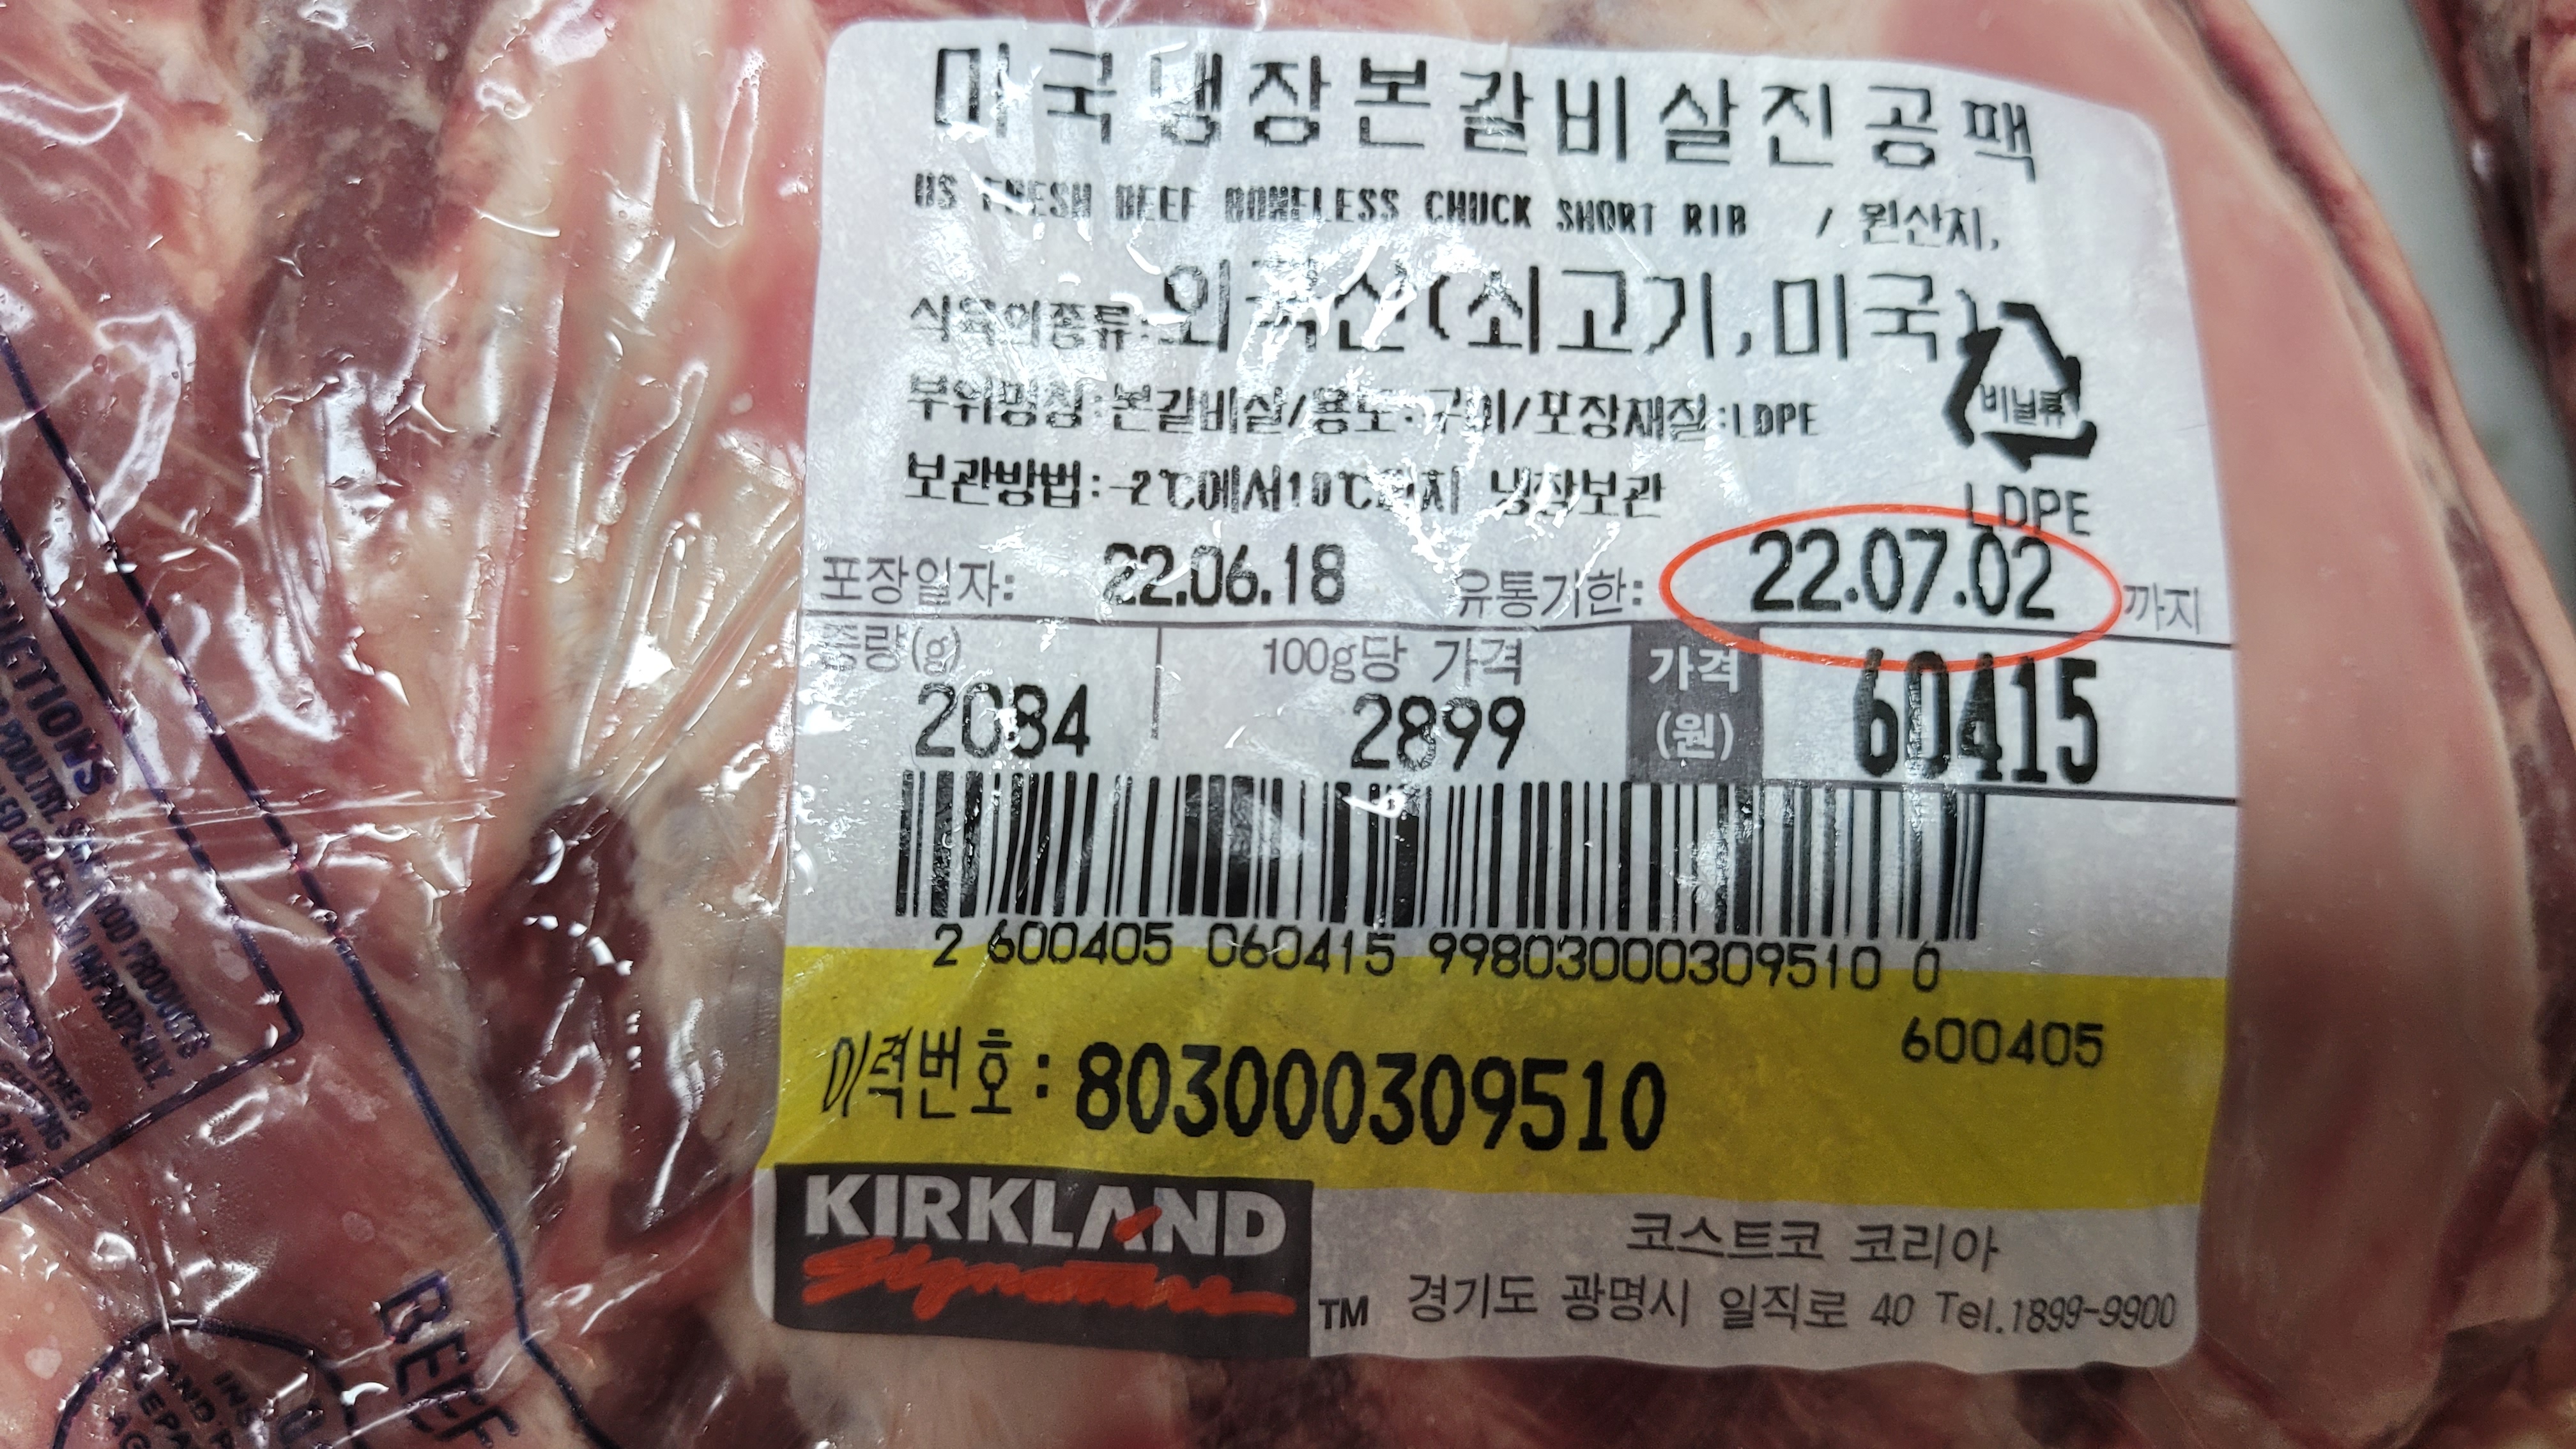 미국냉장본갈비살진공팩
US FRESH BEEF BONELESS CHUCK SHORT RIB / 원산지,
식육의종류:외국산(쇠고기,미국)
부위명칭:본갈비살/용도:구이/포장재질:LDPE
비닐류
LDPE
보관방법:-2℃에서10℃까지 냉장보관
포장일자: 22.06.18 유통기한: 22.07.02 까지
중량(g) 100g당 가격 가격(원)
2084 2899 60415
2 600405 060415 99803000309510 0
600405
이력번호: 803000309510
KIRKLAND
Signature TM
코스트코 코리아
경기도 광명시 일직로 40 Tel.1899-9900
POULTRY,
OOD PRODUCTS
IMPROPERLY.
BEEF